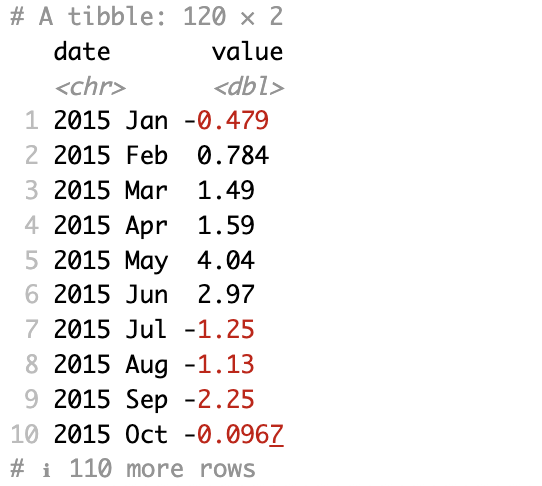 # A tibble: 120 × 2
date value
<chr> <dbl>
1 2015 Jan -0.479
2 2015 Feb 0.784
3 2015 Mar 1.49
4 2015 Apr 1.59
5 2015 May 4.04
6 2015 Jun 2.97
7 2015 Jul -1.25
8 2015 Aug -1.13
9 2015 Sep -2.25
10 2015 Oct -0.0967
# ℹ 110 more rows